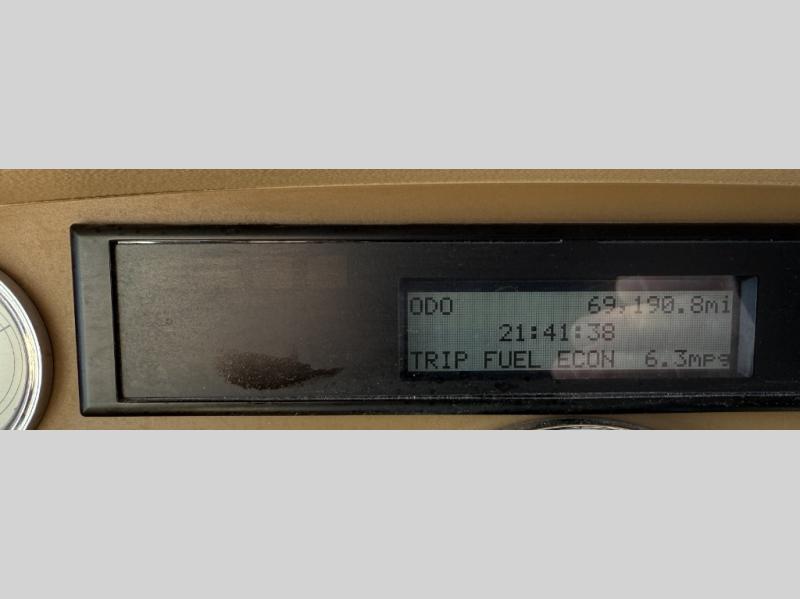 ODO 69,190.8mi
21:41:38
TRIP FUEL ECON 6.3mpg